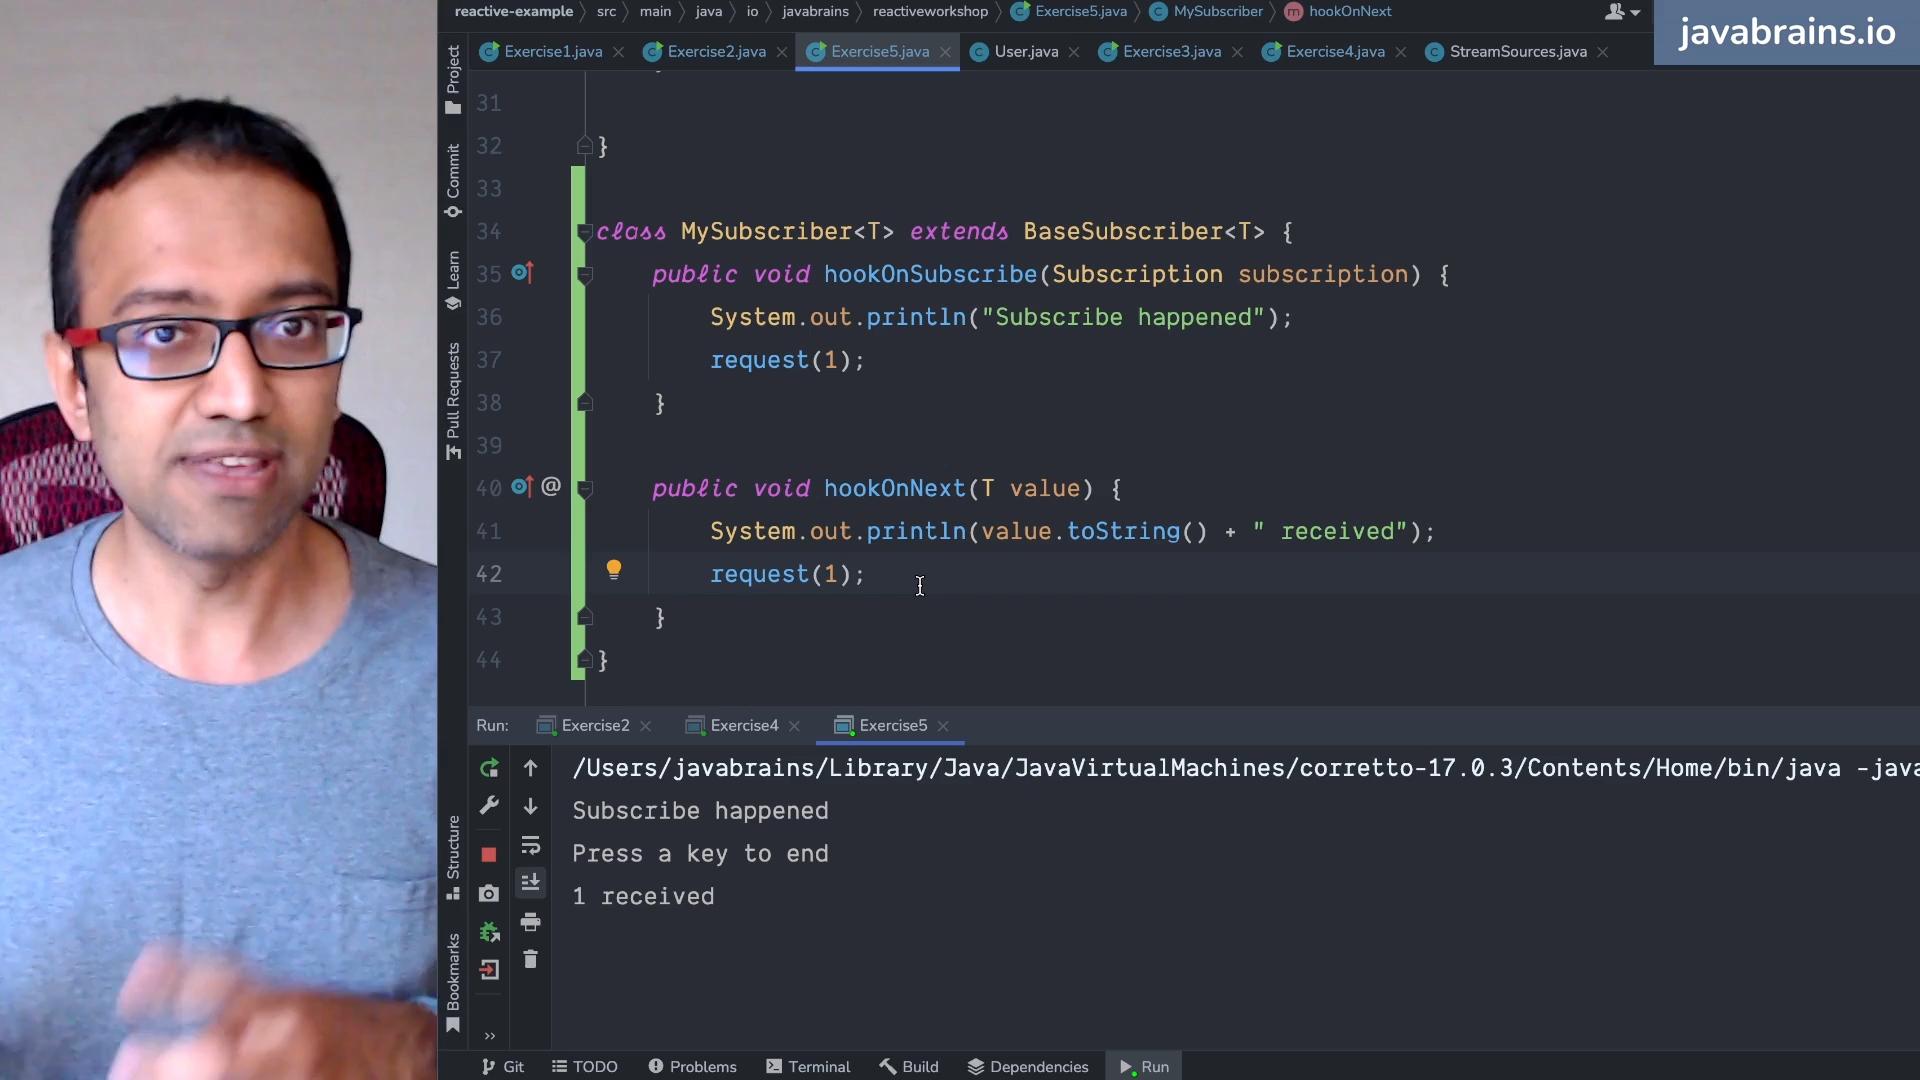 reactive-example > src > main > java > io > javabrains > reactiveworkshop > Exercise5.java > MySubscriber > hookOnNext
javabrains.io
Exercise1.java Exercise2.java Exercise5.java User.java Exercise3.java Exercise4.java StreamSources.java
Project
Commit
Learn
Pull Requests
Structure
Bookmarks
31
32 }
33
34 class MySubscriber<T> extends BaseSubscriber<T> {
35 public void hookOnSubscribe(Subscription subscription) {
36 System.out.println("Subscribe happened");
37 request(1);
38 }
39
40 @ public void hookOnNext(T value) {
41 System.out.println(value.toString() + " received");
42 request(1);
43 }
44 }
Run: Exercise2 Exercise4 Exercise5
/Users/javabrains/Library/Java/JavaVirtualMachines/corretto-17.0.3/Contents/Home/bin/java -java
Subscribe happened
Press a key to end
1 received
Git TODO Problems Terminal Build Dependencies Run